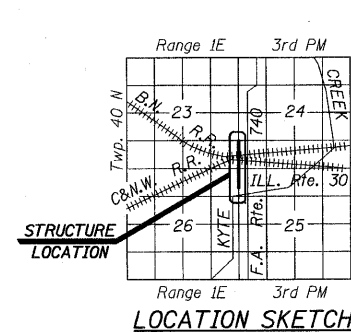 Range 1E 3rd PM
Twp. 40 N
B.N. R.R.
23
740
24
CREEK
C&N.W. R.R.
ILL. Rte. 30
STRUCTURE
LOCATION
26
KYTE
F.A. Rte.
25
Range 1E 3rd PM
LOCATION SKETCH